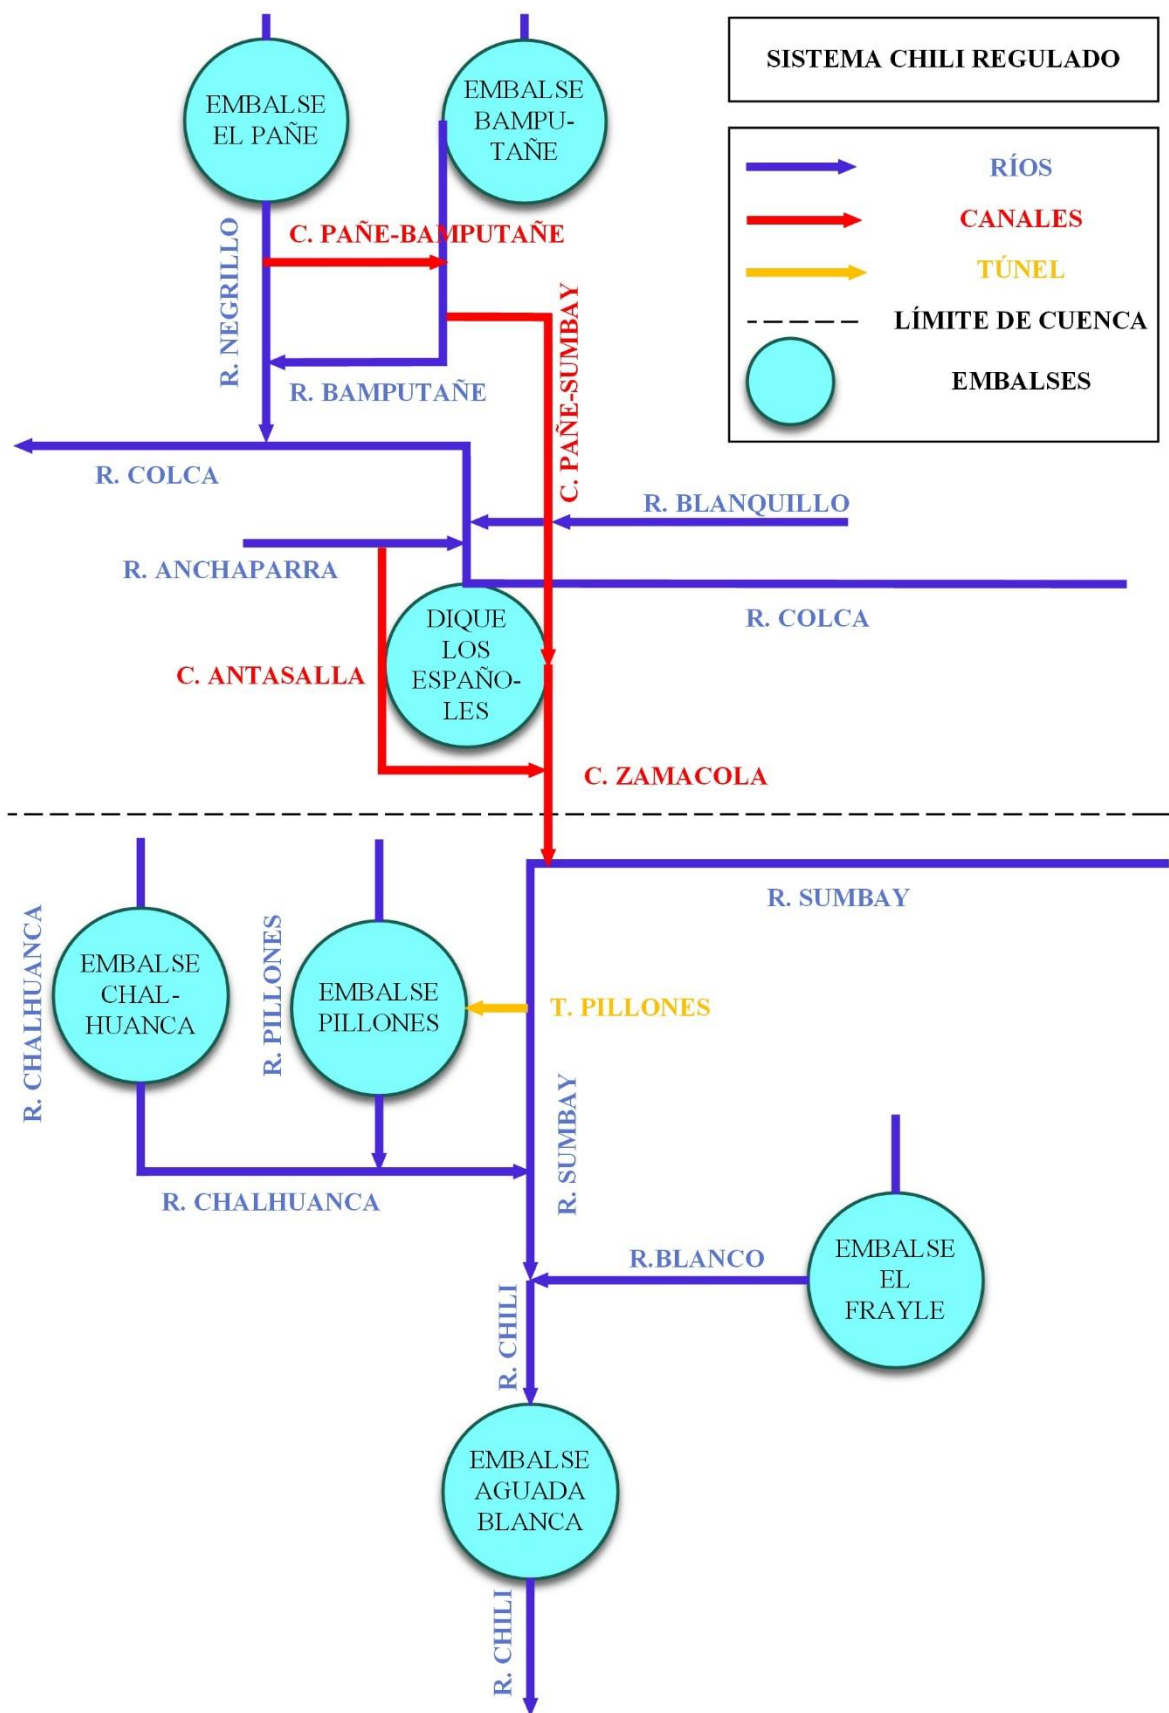 SISTEMA CHILI REGULADO
RÍOS
CANALES
TÚNEL
LÍMITE DE CUENCA
EMBALSES
EMBALSE
EL PAÑE
EMBALSE
BAMPU-
TAÑE
C. PAÑE-BAMPUTAÑE
R. NEGRILLO
R. BAMPUTAÑE
C. PAÑE-SUMBAY
R. COLCA
R. BLANQUILLO
R. ANCHAPARRA
R. COLCA
DIQUE
LOS
ESPAÑO-
LES
C. ANTASALLA
C. ZAMACOLA
R. SUMBAY
R. CHALHUANCA
EMBALSE
CHAL-
HUANCA
R. PILLONES
EMBALSE
PILLONES
T. PILLONES
R. SUMBAY
R. CHALHUANCA
R.BLANCO
EMBALSE
EL
FRAYLE
R. CHILI
EMBALSE
AGUADA
BLANCA
R. CHILI